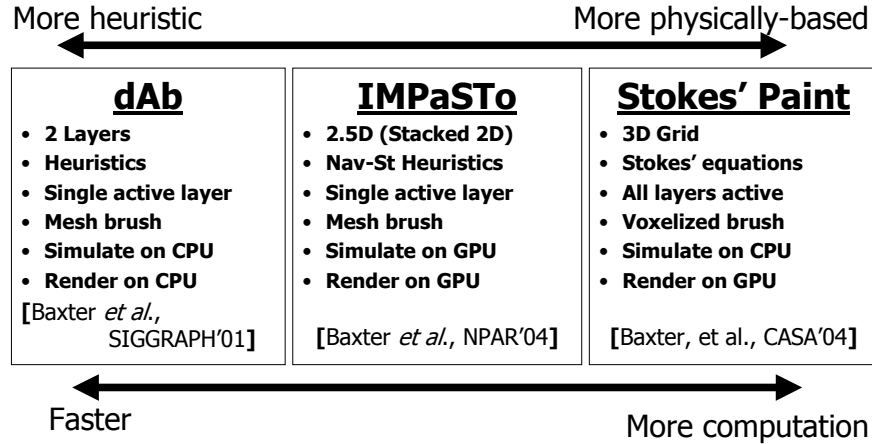 More heuristic
More physically-based
dAb
• 2 Layers
• Heuristics
• Single active layer
• Mesh brush
• Simulate on CPU
• Render on CPU
[Baxter et al.,
SIGGRAPH'01]
IMPaSTo
• 2.5D (Stacked 2D)
• Nav-St Heuristics
• Single active layer
• Mesh brush
• Simulate on GPU
• Render on GPU
[Baxter et al., NPAR'04]
Stokes' Paint
• 3D Grid
• Stokes' equations
• All layers active
• Voxelized brush
• Simulate on CPU
• Render on GPU
[Baxter, et al., CASA'04]
Faster
More computation